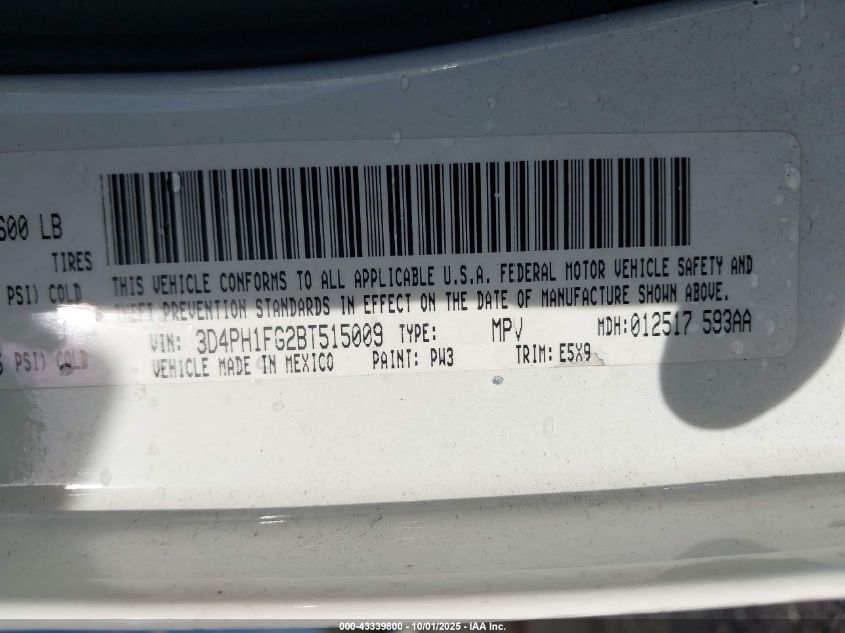 600 LB
TIRES
PSI) COLD
THIS VEHICLE CONFORMS TO ALL APPLICABLE U.S.A. FEDERAL MOTOR VEHICLE SAFETY AND
THEFT PREVENTION STANDARDS IN EFFECT ON THE DATE OF MANUFACTURE SHOWN ABOVE.
VIN: 3D4PH1FG2BT515009 TYPE: MPV MDH:012517 593AA
PSI) COLD
VEHICLE MADE IN MEXICO PAINT: PW3 TRIM: E5X9
000-43339800 - 10/01/2025 - IAA Inc.